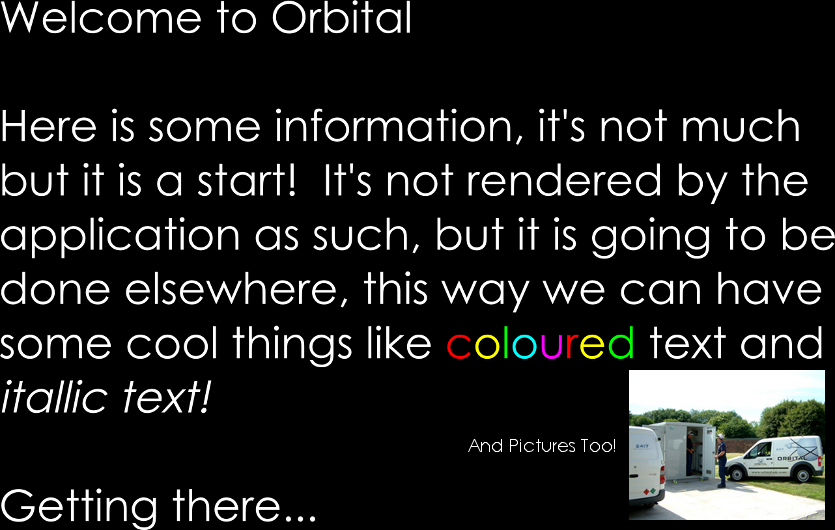 Welcome to Orbital
Here is some information, it's not much
but it is a start!  It's not rendered by the
application as such, but it is going to be
done elsewhere, this way we can have
some cool things like coloured text and
itallic text!
And Pictures Too!
ORBITAL
Getting there...